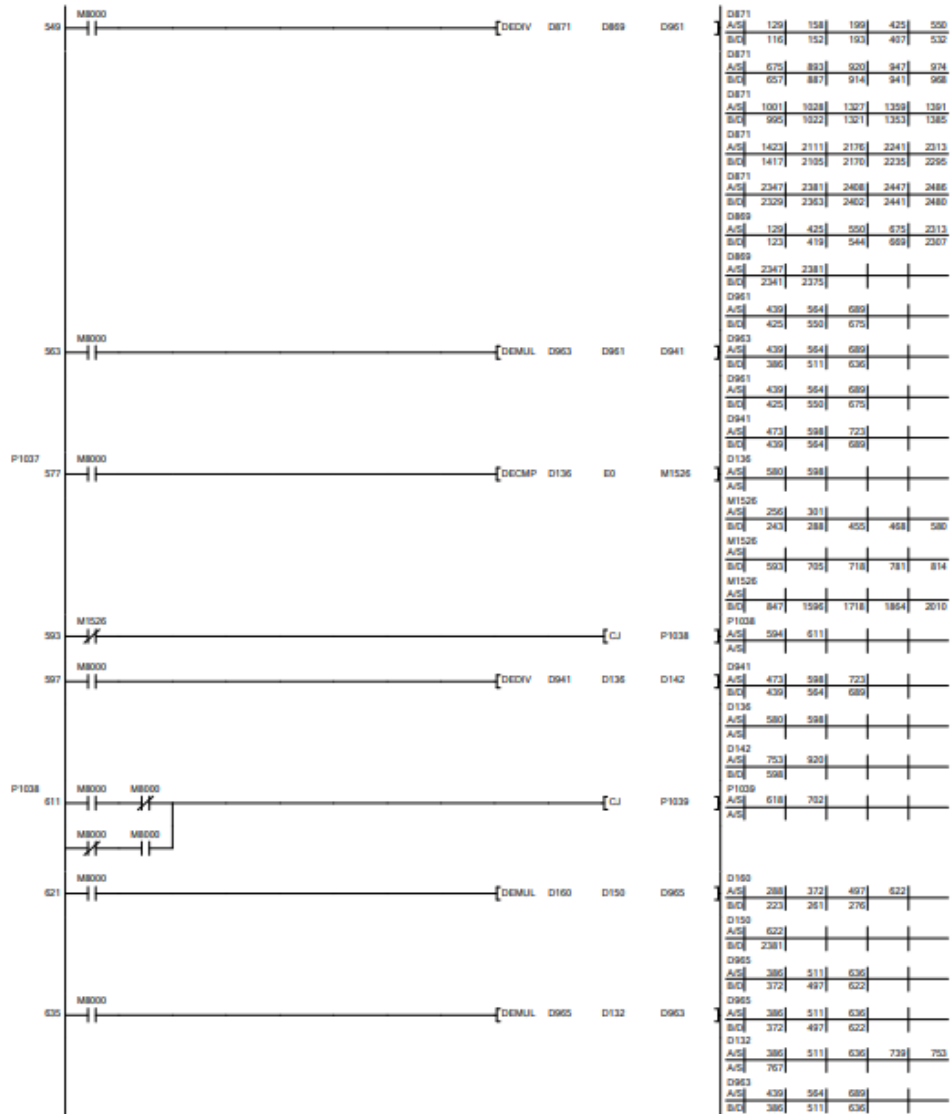 M8000 D871
549 [DEDIV D871 D869 D961 ] A/S 129 158 199 425 550
B/D 116 152 193 407 532
D871
A/S 675 893 920 947 974
B/D 657 887 914 941 968
D871
A/S 1001 1028 1327 1359 1391
B/D 995 1022 1321 1353 1385
D871
A/S 1423 2111 2176 2241 2313
B/D 1417 2105 2170 2235 2295
D871
A/S 2347 2381 2408 2447 2486
B/D 2329 2363 2402 2441 2480
D869
A/S 129 425 550 675 2313
B/D 123 419 544 669 2307
D869
A/S 2347 2381
B/D 2341 2375
D961
A/S 439 564 689
B/D 425 550 675
M8000 D963
563 [DEMUL D963 D961 D941 ] A/S 439 564 689
B/D 386 511 636
D961
A/S 439 564 689
B/D 425 550 675
D941
A/S 473 598 723
B/D 439 564 689
P1037 M8000 D136
577 [DECMP D136 E0 M1526 ] A/S 580 598
A/S
M1526
A/S 256 301
B/D 243 288 455 468 580
M1526
A/S
B/D 593 705 718 781 814
M1526
A/S
B/D 847 1596 1718 1864 2010
M1526 P1038
593 [CJ P1038 ] A/S 594 611
A/S
M8000 D941
597 [DEDIV D941 D136 D142 ] A/S 473 598 723
B/D 439 564 689
D136
A/S 580 598
A/S
D142
A/S 753 920
B/D 598
P1038 M8000 M8000 P1039
611 [CJ P1039 ] A/S 618 702
A/S
M8000 M8000
M8000 D160
621 [DEMUL D160 D150 D965 ] A/S 288 372 497 622
B/D 223 261 276
D150
A/S 622
B/D 2381
D965
A/S 386 511 636
B/D 372 497 622
M8000 D965
635 [DEMUL D965 D132 D963 ] A/S 386 511 636
B/D 372 497 622
D132
A/S 386 511 636 739 753
A/S 767
D963
A/S 439 564 689
B/D 386 511 636